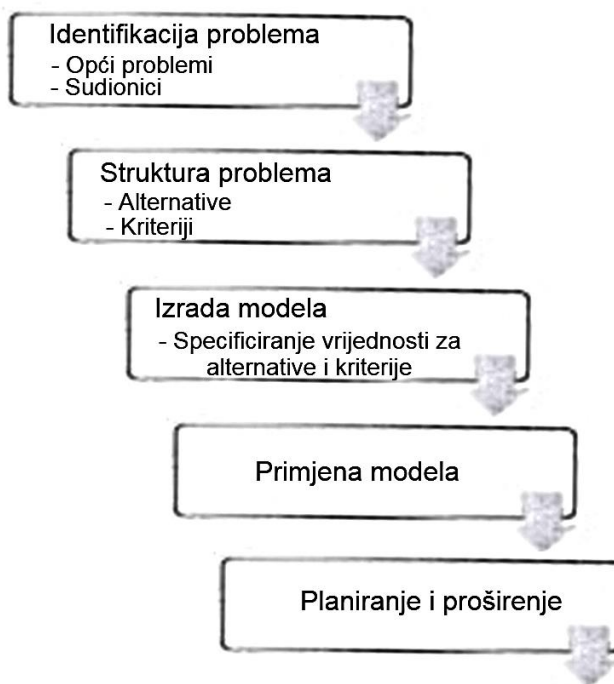 Identifikacija problema
- Opći problemi
- Sudionici
Struktura problema
- Alternative
- Kriteriji
Izrada modela
- Specificiranje vrijednosti za
alternative i kriterije
Primjena modela
Planiranje i proširenje